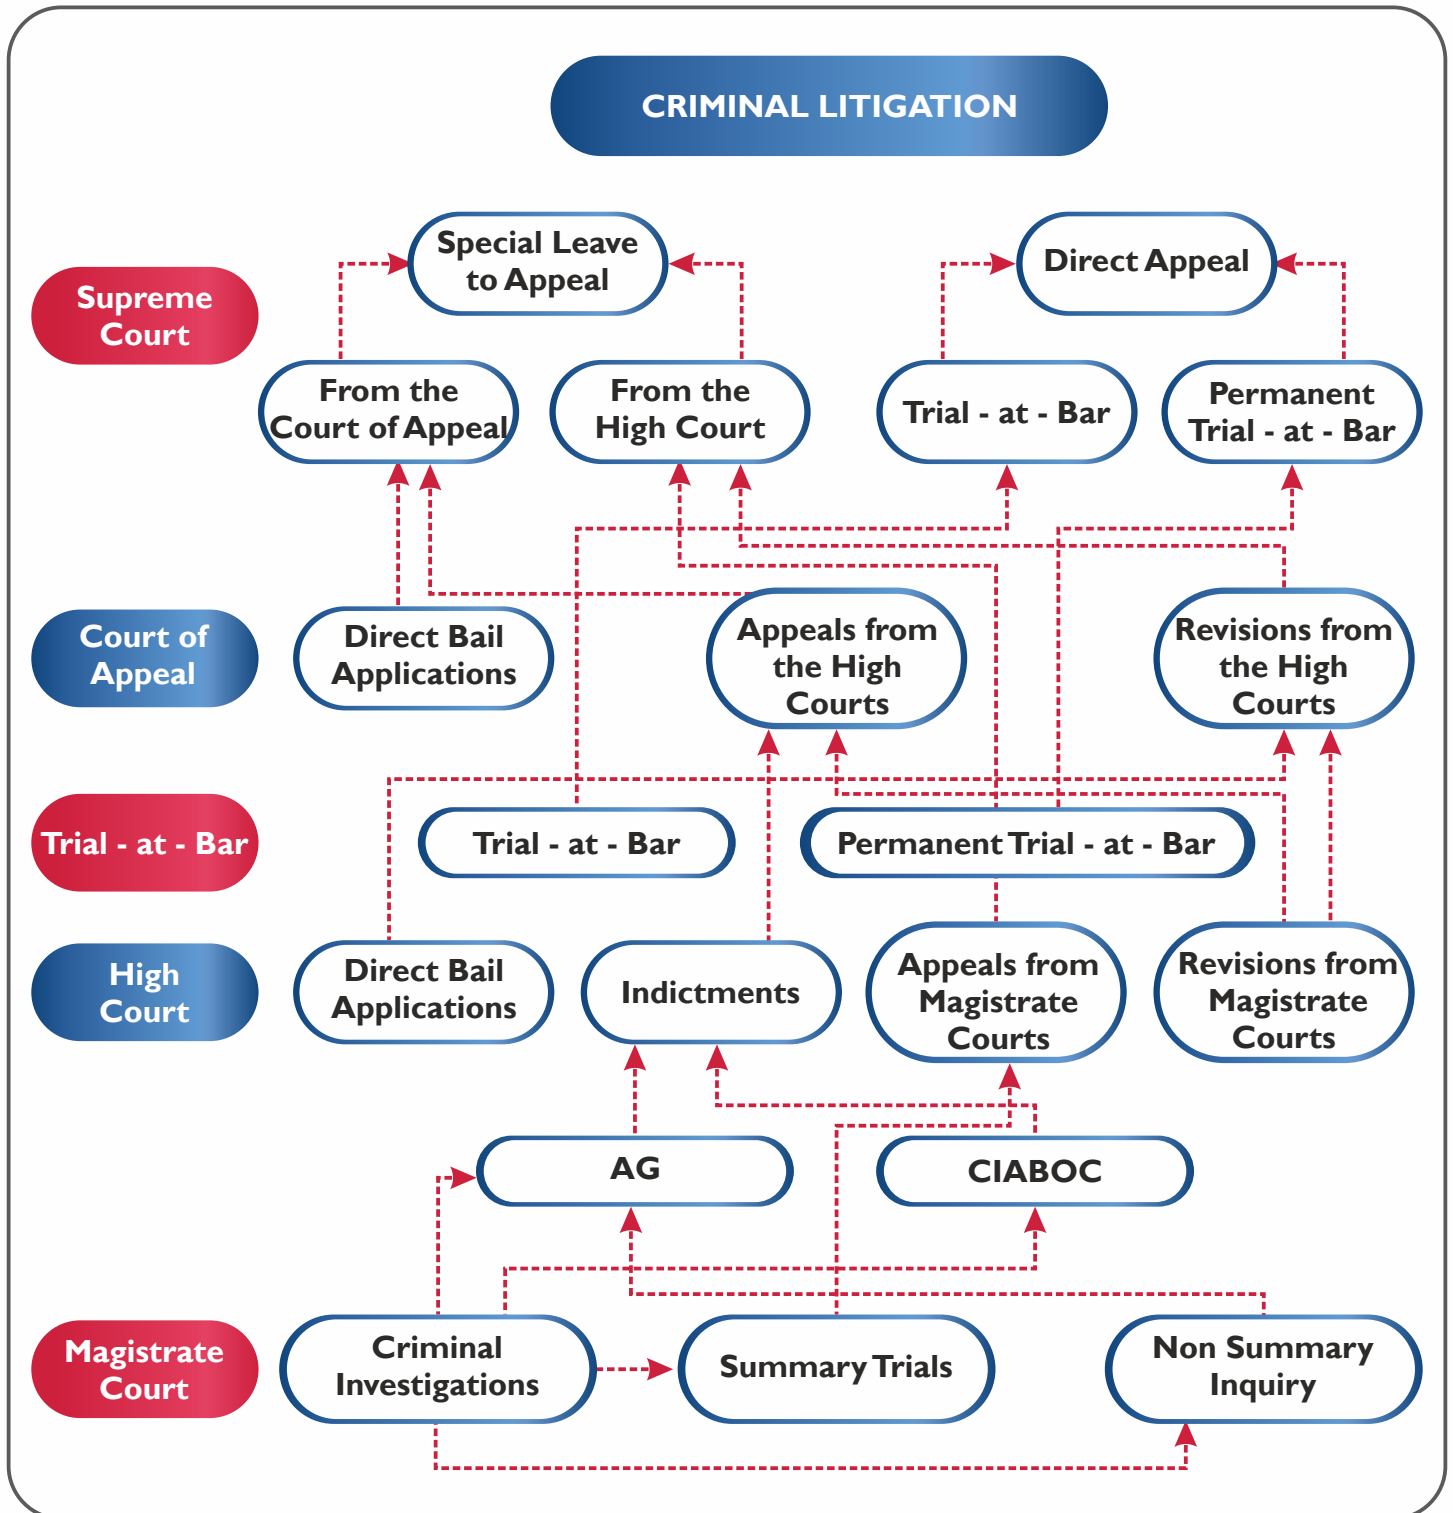 CRIMINAL LITIGATION
Special Leave
to Appeal
Direct Appeal
Supreme
Court
From the
Court of Appeal
From the
High Court
Trial - at - Bar
Permanent
Trial - at - Bar
Court of
Appeal
Direct Bail
Applications
Appeals from
the High
Courts
Revisions from
the High
Courts
Trial - at - Bar
Trial - at - Bar
Permanent Trial - at - Bar
High
Court
Direct Bail
Applications
Indictments
Appeals from
Magistrate
Courts
Revisions from
Magistrate
Courts
AG
CIABOC
Magistrate
Court
Criminal
Investigations
Summary Trials
Non Summary
Inquiry